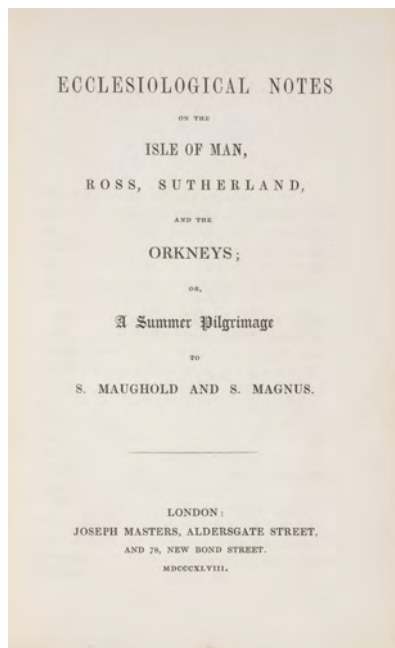 ECCLESIOLOGICAL NOTES
ON THE
ISLE OF MAN,
ROSS, SUTHERLAND,
AND THE
ORKNEYS;
OR,
A Summer Pilgrimage
TO
S. MAUGHOLD AND S. MAGNUS.
LONDON:
JOSEPH MASTERS, ALDERSGATE STREET,
AND 78, NEW BOND STREET.
MDCCCXLVIII.